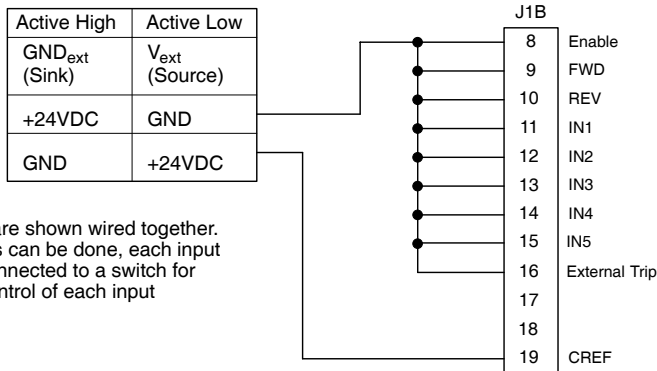 Active High Active Low
GNDext Vext
(Sink) (Source)
+24VDC GND
GND +24VDC
are shown wired together.
can be done, each input
to a switch for
of each input
J1B
8 Enable
9 FWD
10 REV
11 IN1
12 IN2
13 IN3
14 IN4
15 IN5
16 External Trip
17
18
19 CREF